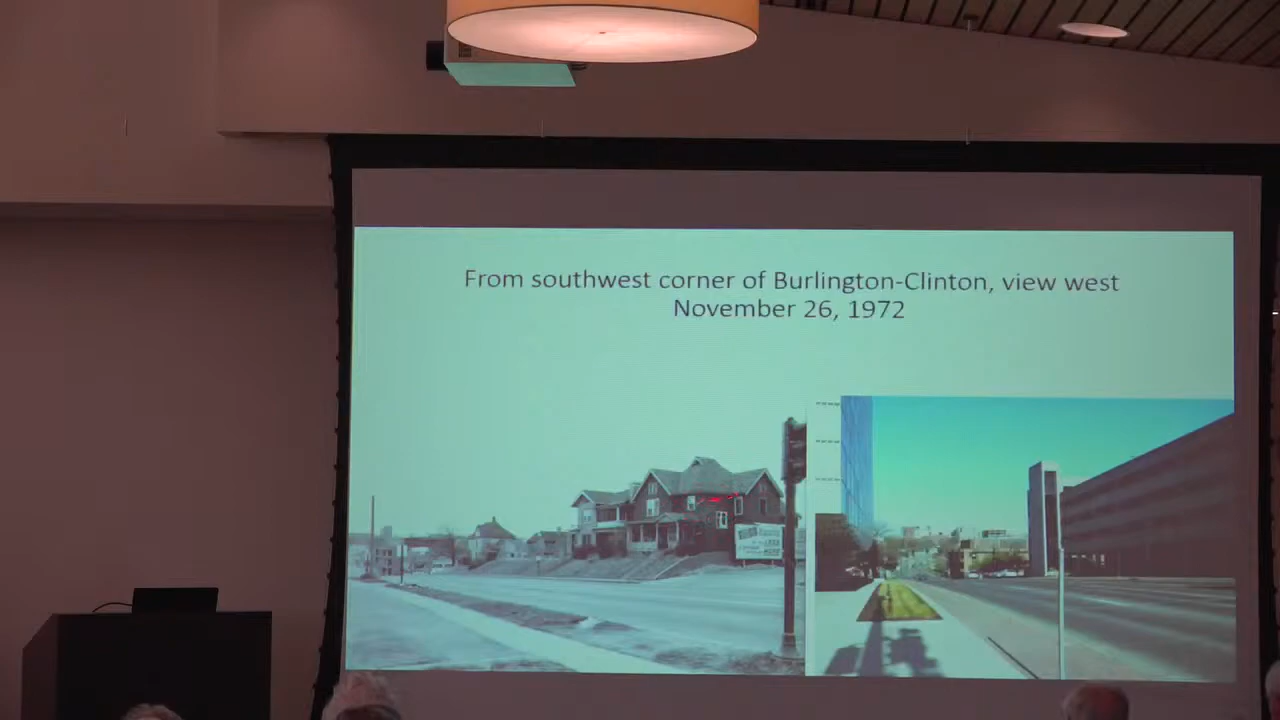 From southwest corner of Burlington-Clinton, view west
November 26, 1972